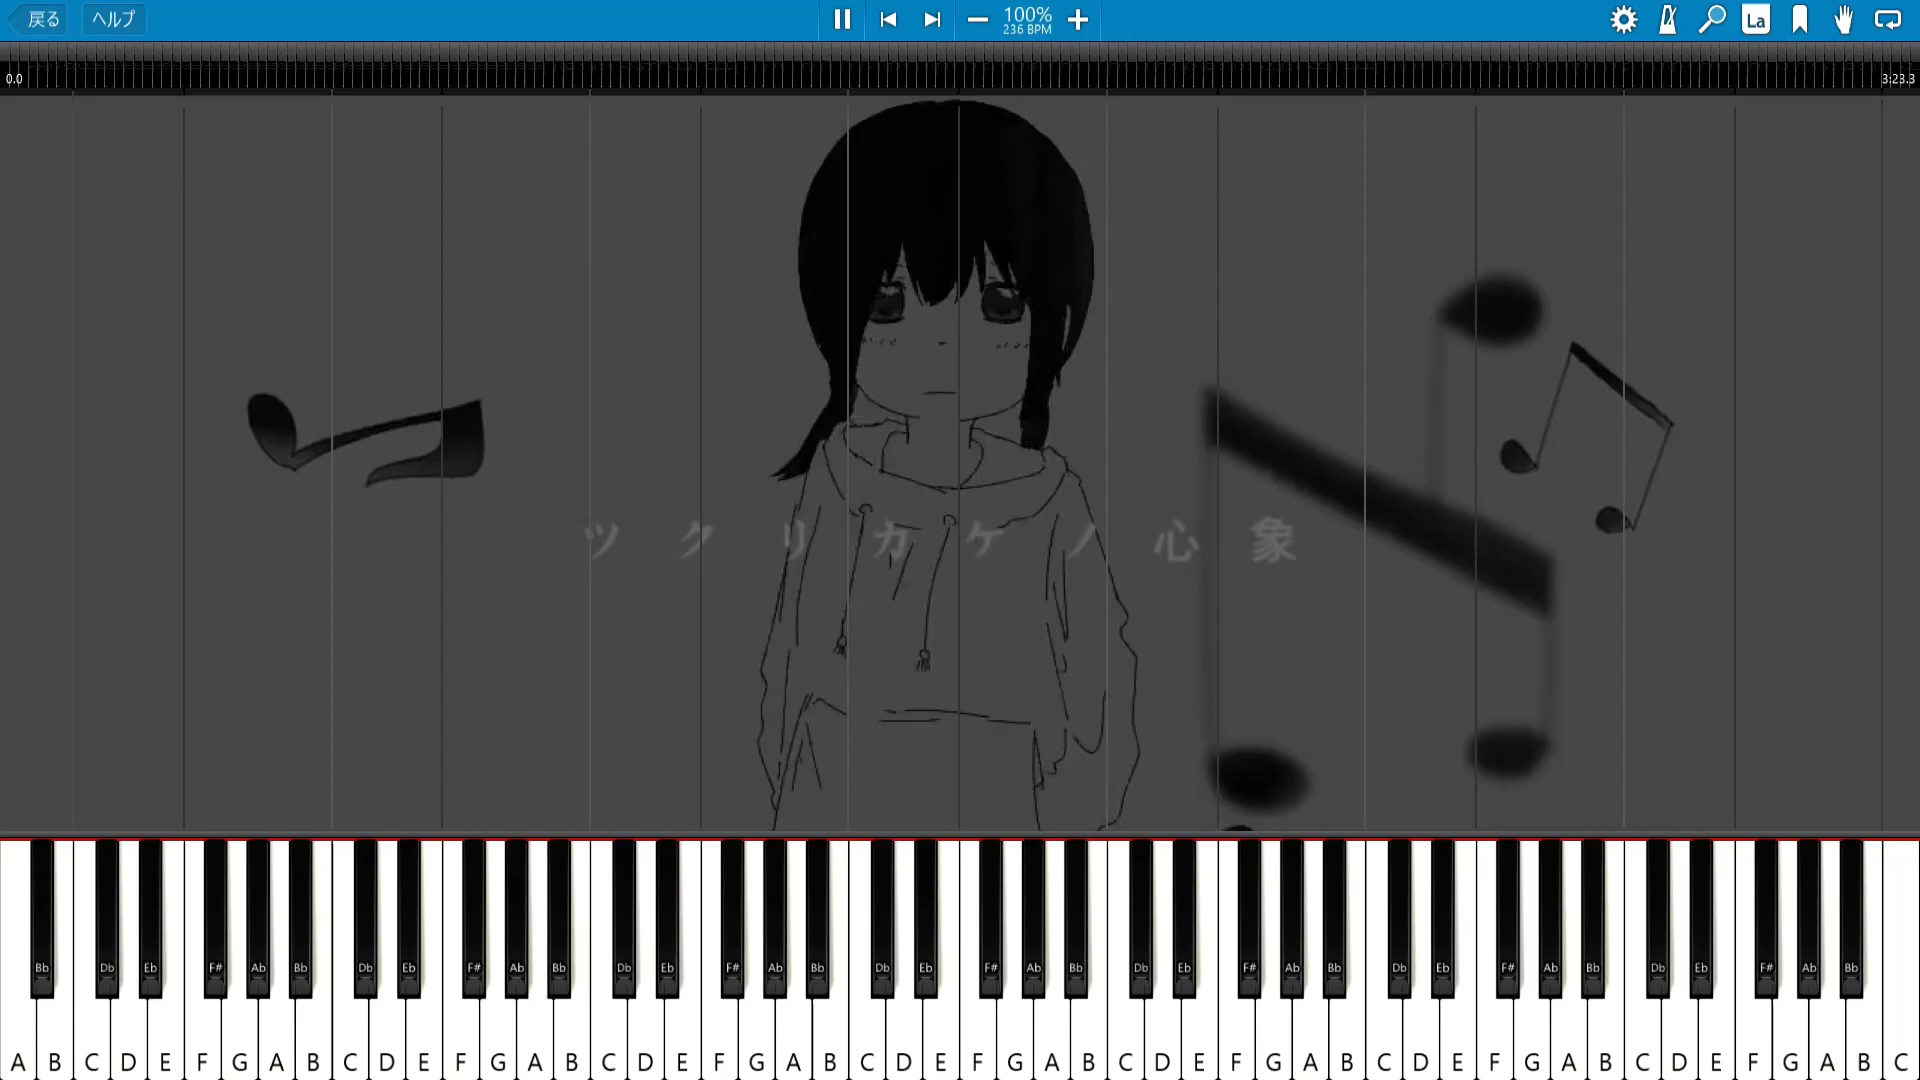 戻る ヘルプ 100% La
236 BPM
0.0 3:23.3
ツクリカケノ心象
Bb Db Eb F# Ab Bb Db Eb F# Ab Bb Db Eb F# Ab Bb Db Eb F# Ab Bb Db Eb F# Ab Bb Db Eb F# Ab Bb Db Eb F# Ab Bb
A B C D E F G A B C D E F G A B C D E F G A B C D E F G A B C D E F G A B C D E F G A B C D E F G A B C